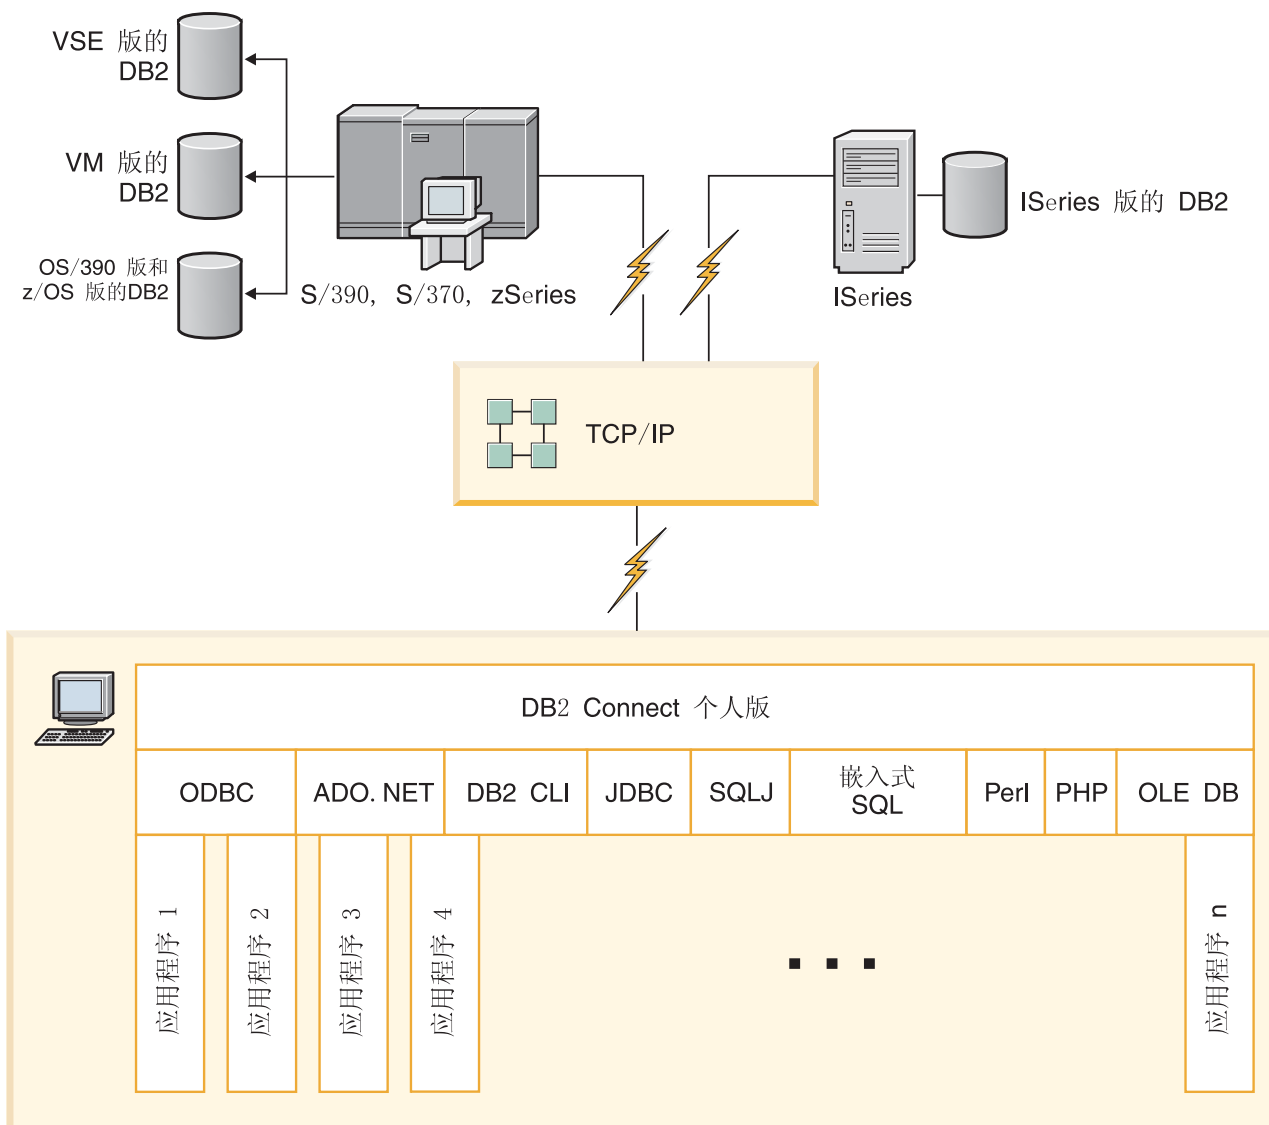 VSE 版的
DB2
VM 版的
DB2
OS/390 版和
z/OS 版的DB2
S/390, S/370, zSeries
ISeries
ISeries 版的 DB2
TCP/IP
DB2 Connect 个人版
ODBC
ADO. NET
DB2 CLI
JDBC
SQLJ
嵌入式
SQL
Perl
PHP
OLE DB
应用程序 1
应用程序 2
应用程序 3
应用程序 4
应用程序 n